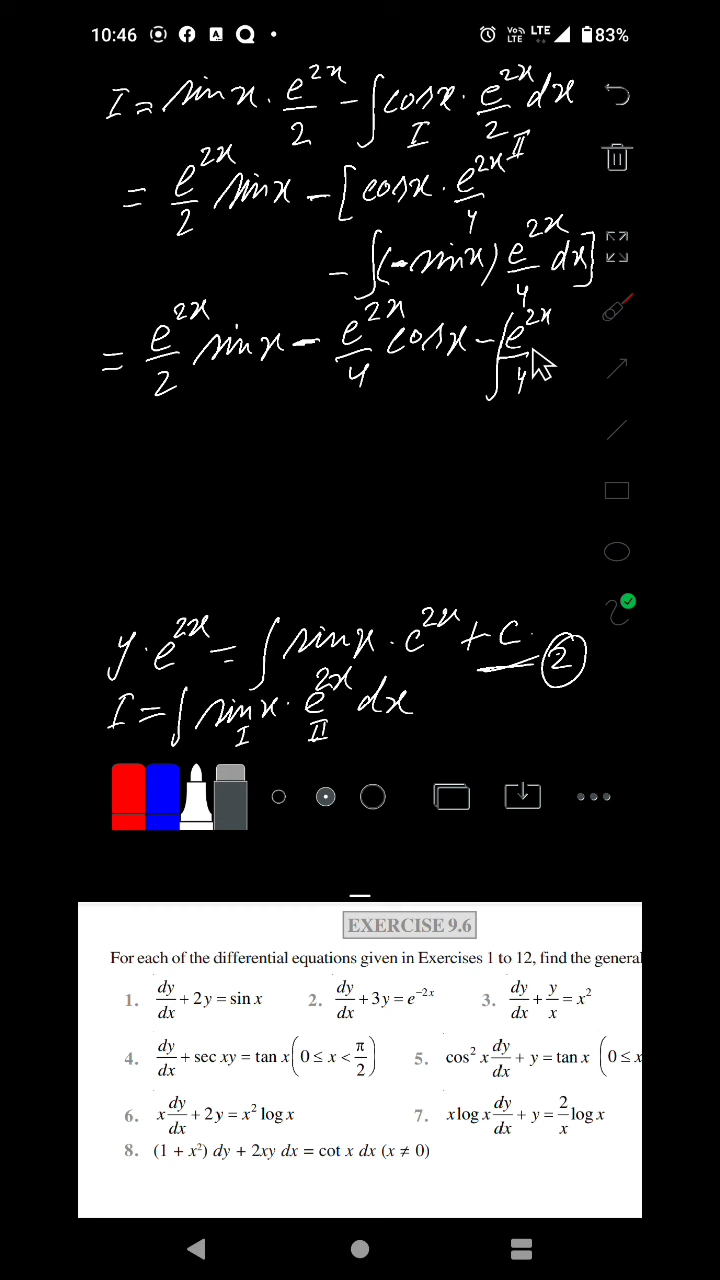 10:46 VoLTE LTE 83%
I = sin x . e^2x/2 - ∫ cos x . e^2x/2 dx
I II
= e^2x/2 sin x - [cos x . e^2x/4
- ∫(-sin x) e^2x/4 dx]
= e^2x/2 sin x - e^2x/4 cos x - ∫ e^2x/4
y . e^2x = ∫ sin x . e^2x + C. ②
I = ∫ sin x . e^2x dx
I II
EXERCISE 9.6
For each of the differential equations given in Exercises 1 to 12, find the general
1. dy/dx + 2y = sin x 2. dy/dx + 3y = e^-2x 3. dy/dx + y/x = x²
4. dy/dx + sec xy = tan x (0 ≤ x < π/2) 5. cos² x dy/dx + y = tan x (0 ≤ x
6. x dy/dx + 2y = x² log x 7. x log x dy/dx + y = 2/x log x
8. (1 + x²) dy + 2xy dx = cot x dx (x ≠ 0)